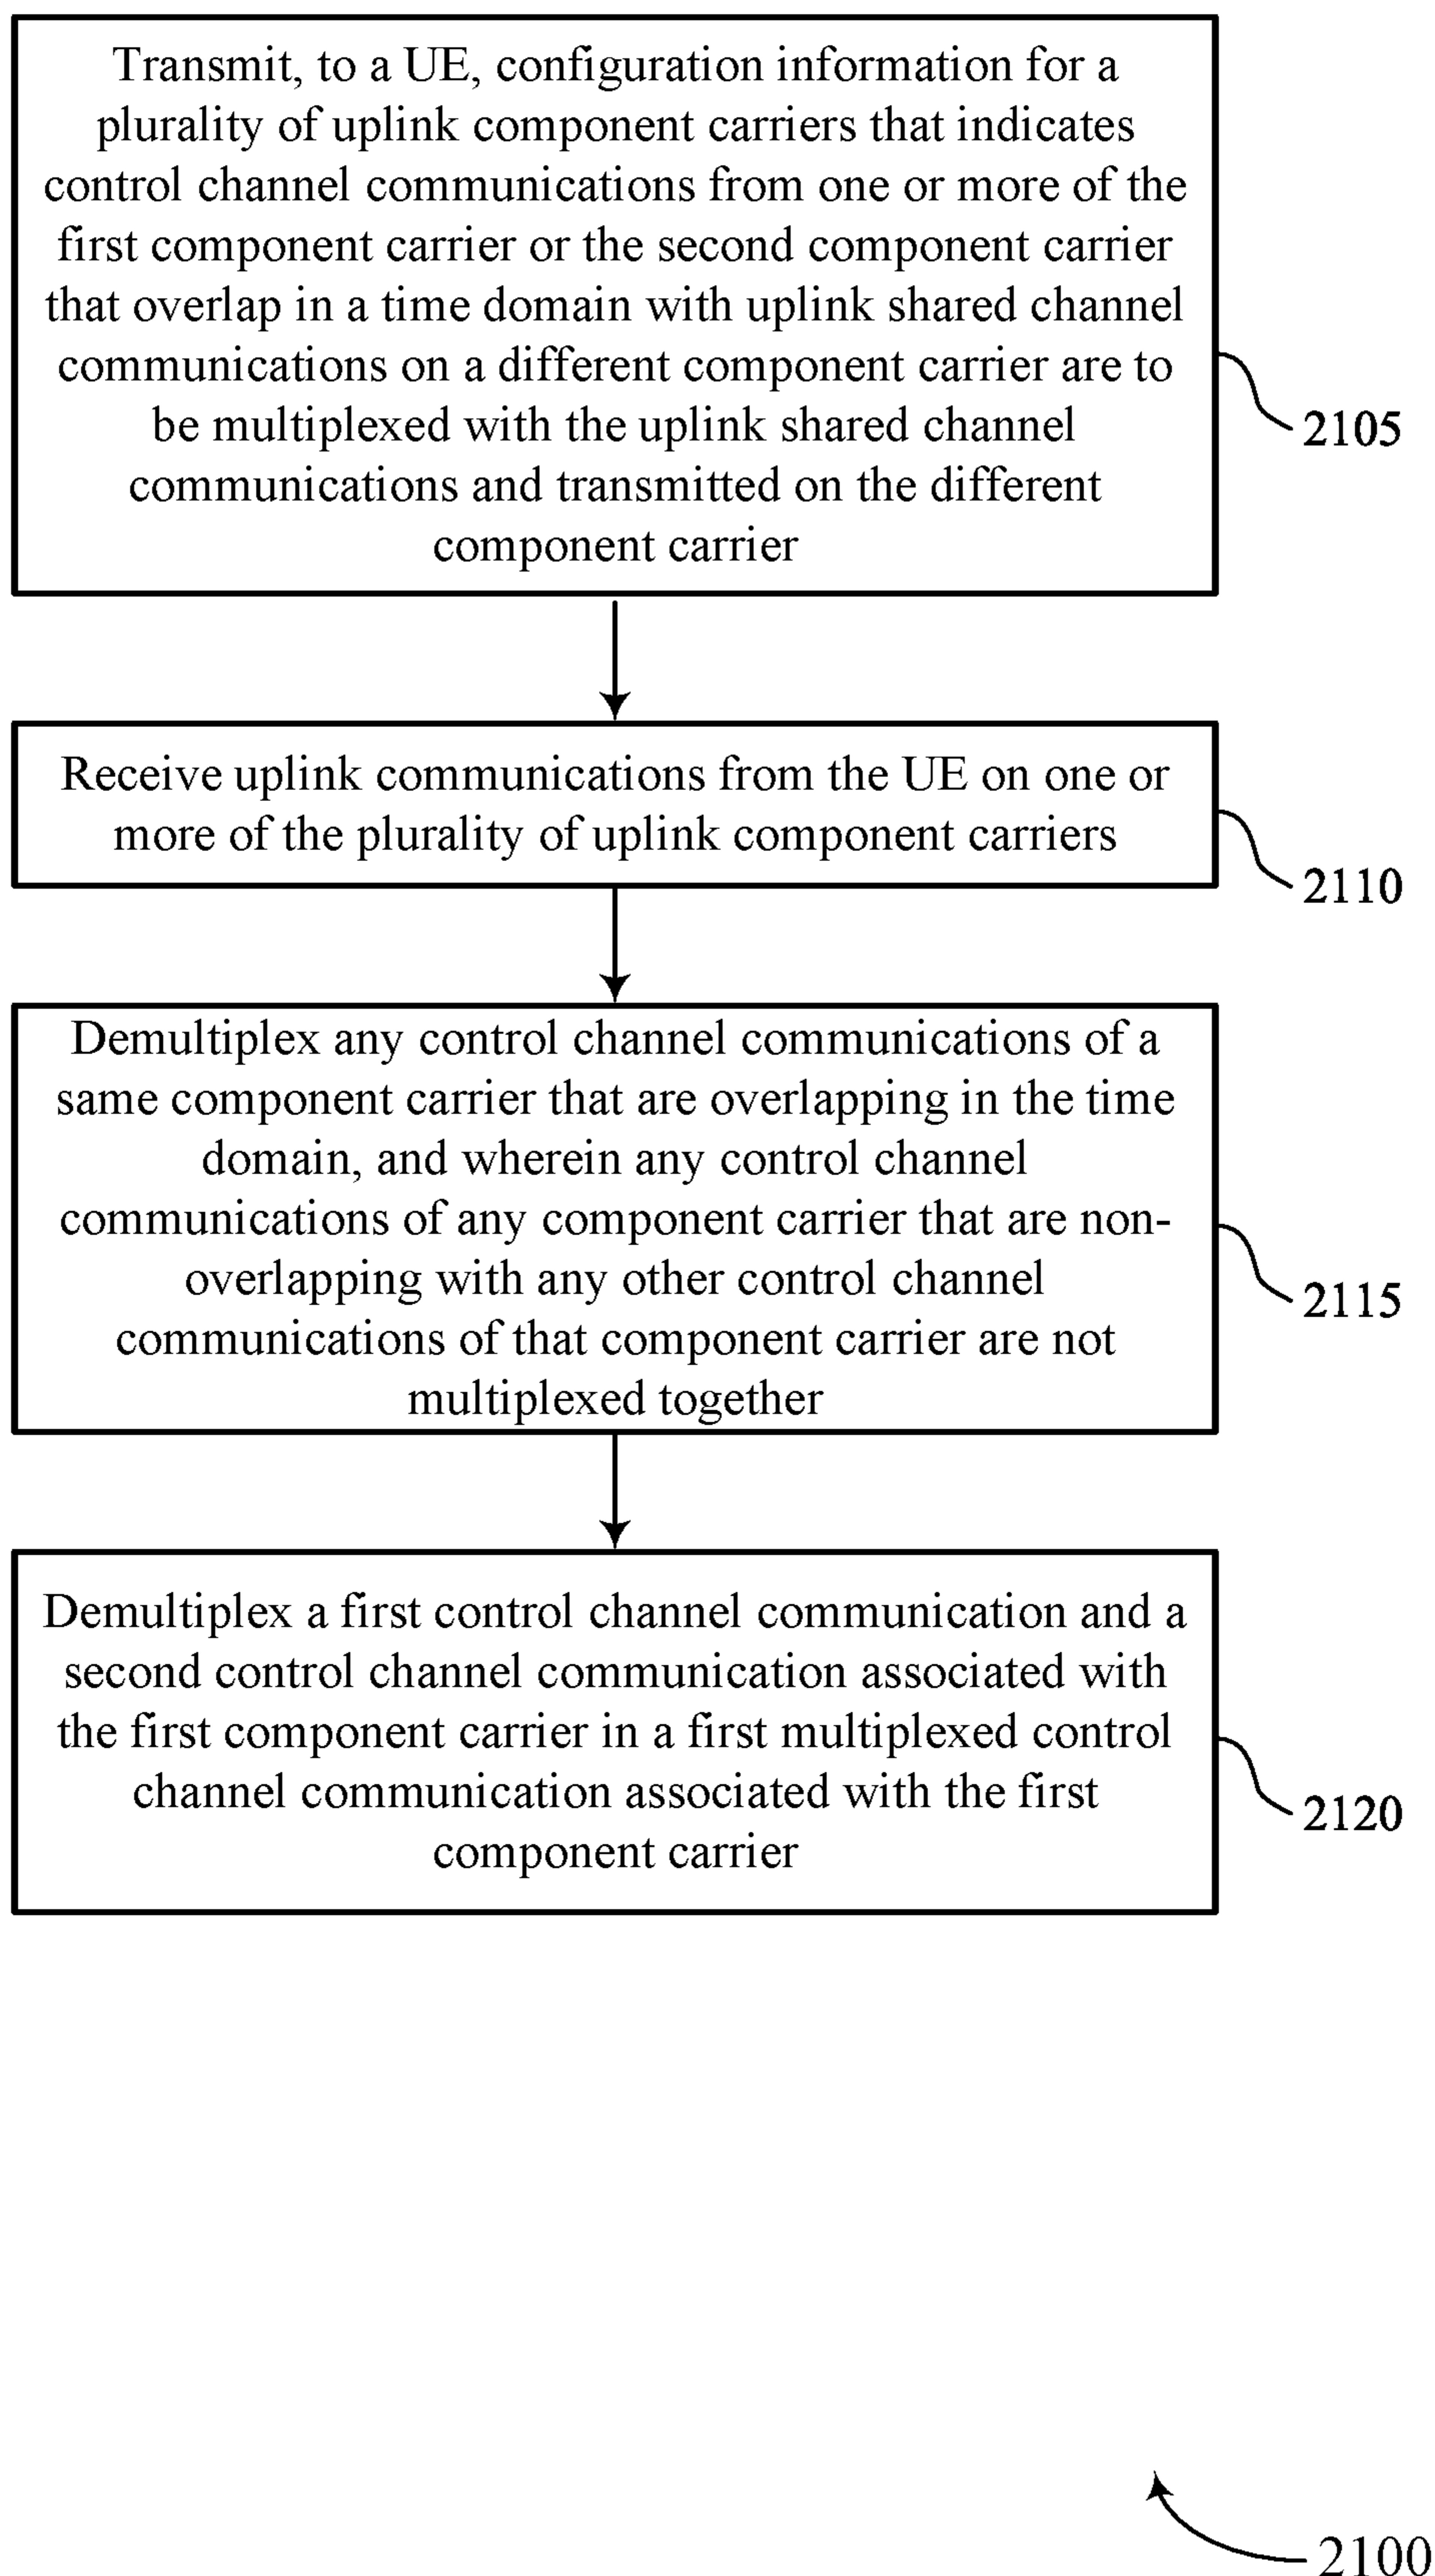 Transmit, to a UE, configuration information for a
plurality of uplink component carriers that indicates
control channel communications from one or more of the
first component carrier or the second component carrier
that overlap in a time domain with uplink shared channel
communications on a different component carrier are to
be multiplexed with the uplink shared channel
communications and transmitted on the different
component carrier
2105
Receive uplink communications from the UE on one or
more of the plurality of uplink component carriers
2110
Demultiplex any control channel communications of a
same component carrier that are overlapping in the time
domain, and wherein any control channel
communications of any component carrier that are non-
overlapping with any other control channel
communications of that component carrier are not
multiplexed together
2115
Demultiplex a first control channel communication and a
second control channel communication associated with
the first component carrier in a first multiplexed control
channel communication associated with the first
component carrier
2120
2100